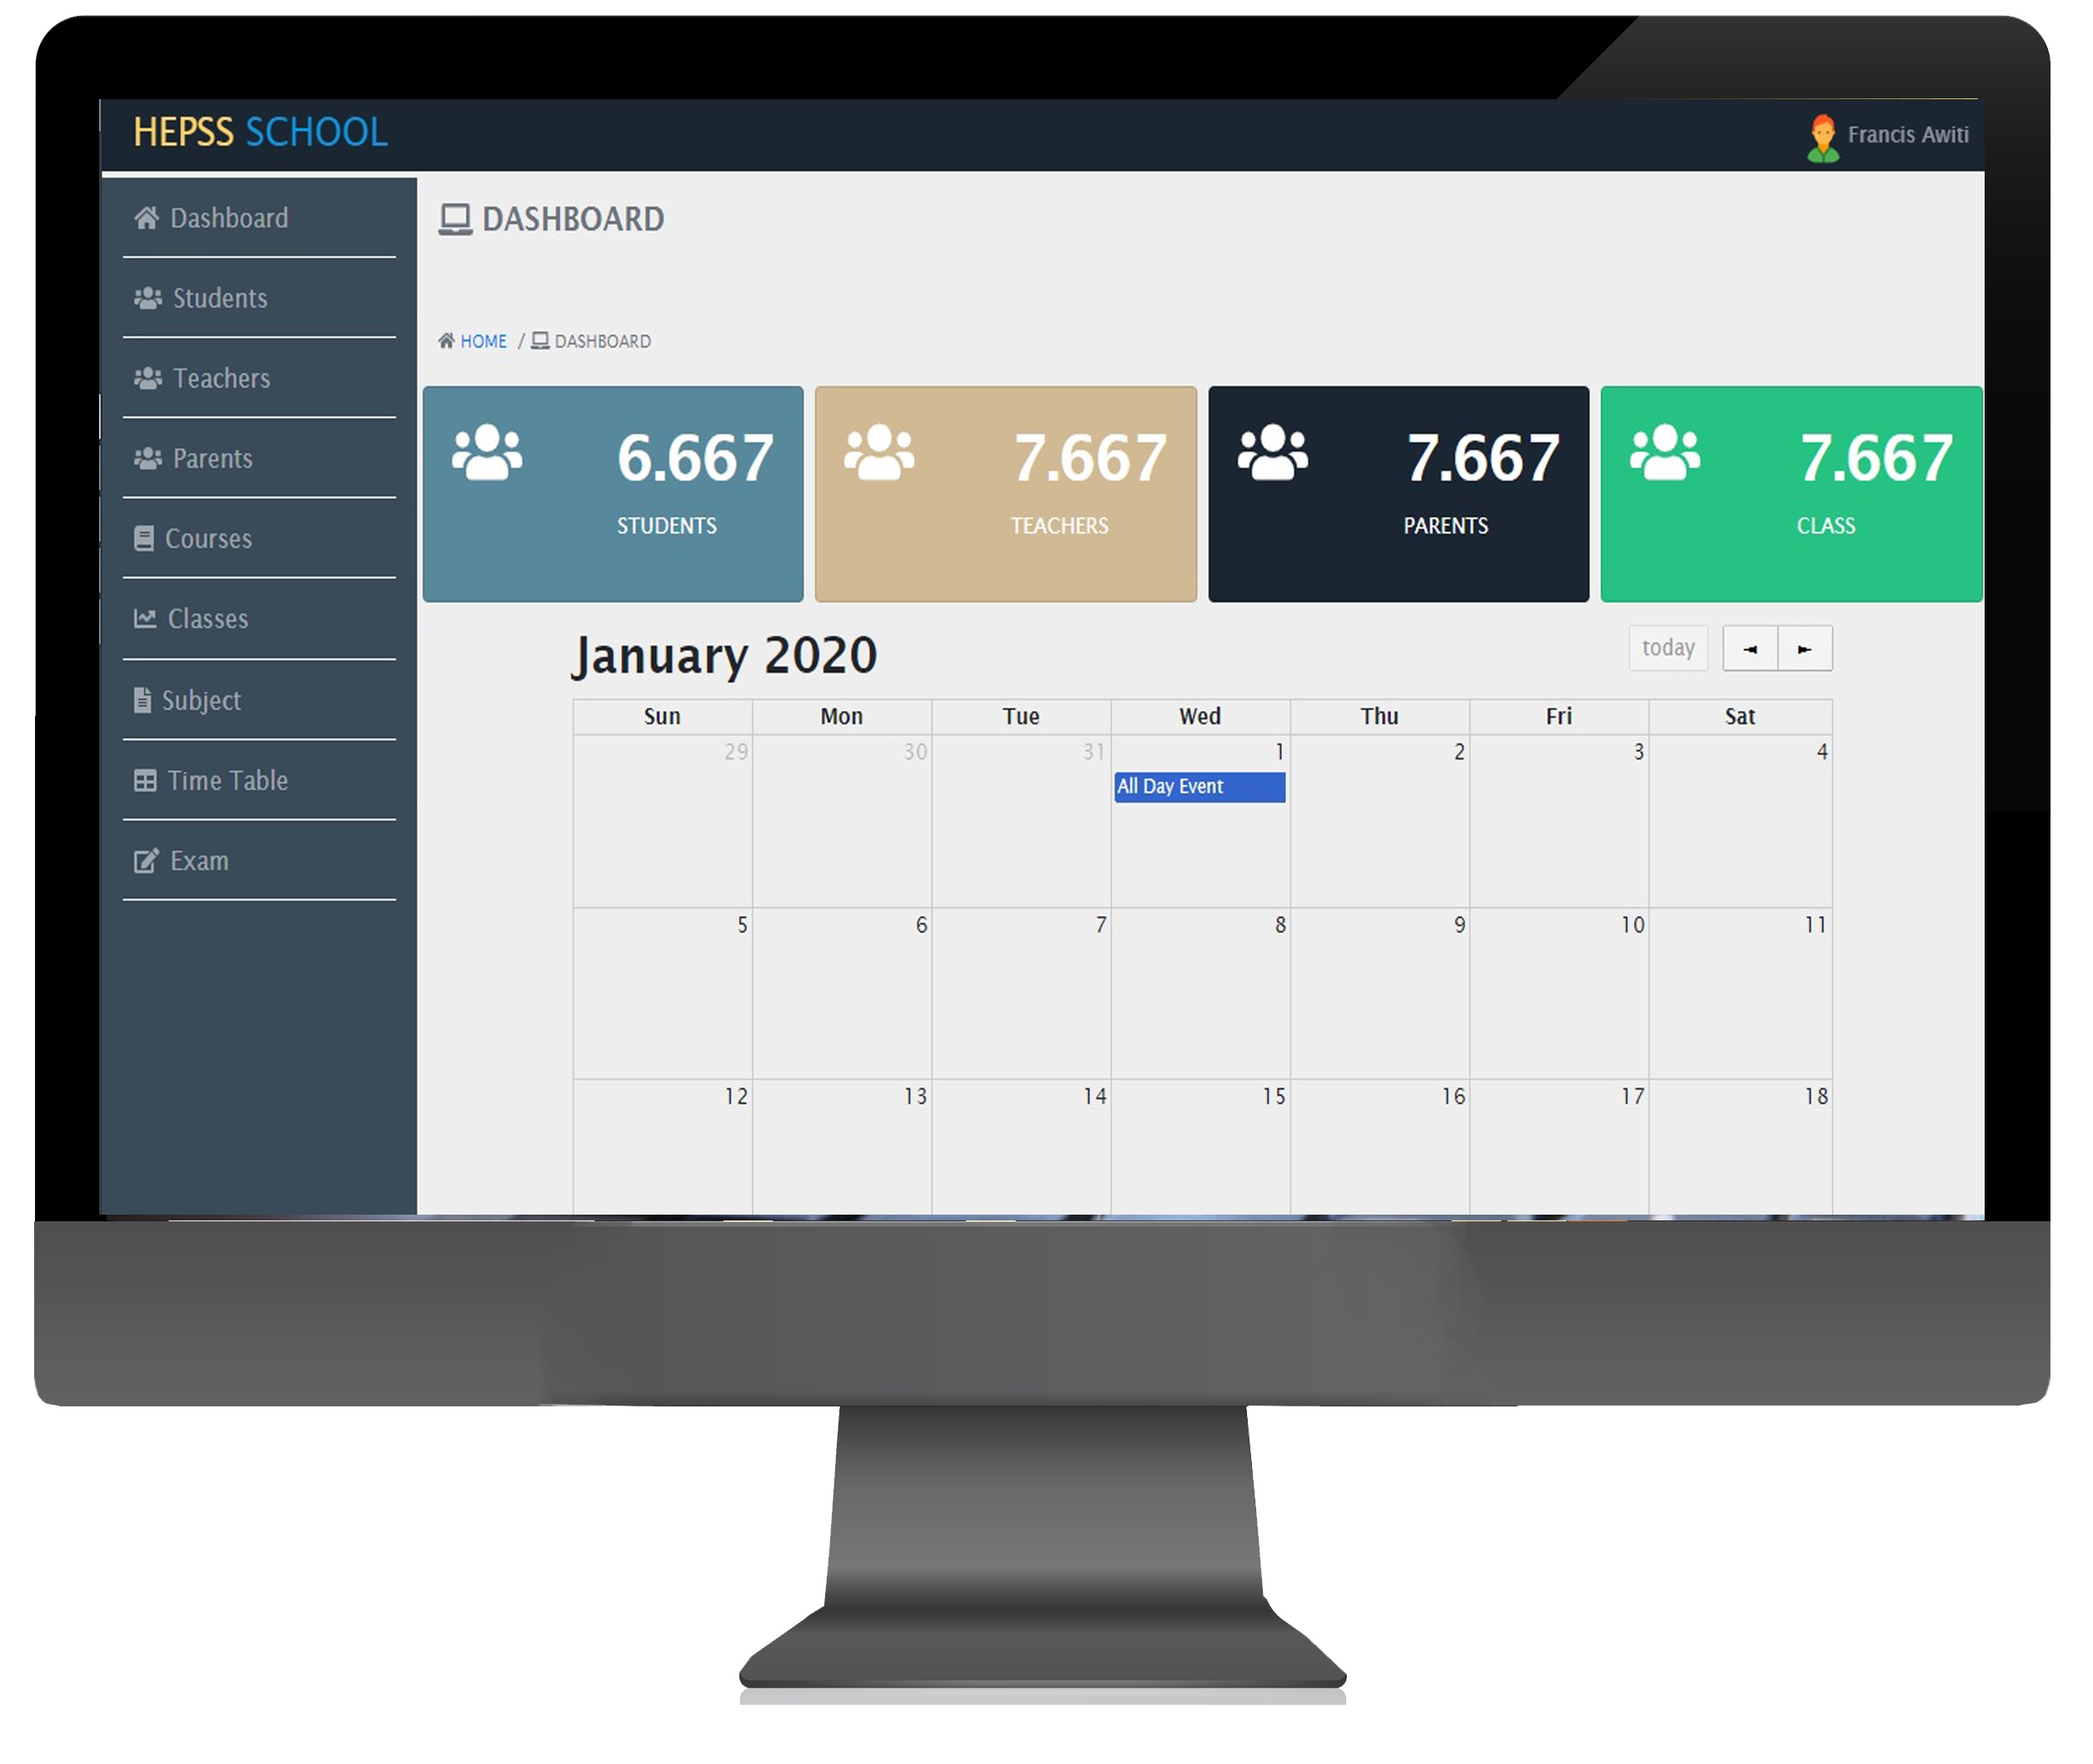 HEPSS SCHOOL
Francis Awiti
Dashboard
Students
Teachers
Parents
Courses
Classes
Subject
Time Table
Exam
DASHBOARD
HOME / DASHBOARD
6.667
STUDENTS
7.667
TEACHERS
7.667
PARENTS
7.667
CLASS
January 2020
today
Sun Mon Tue Wed Thu Fri Sat
29 30 31 1 2 3 4
All Day Event
5 6 7 8 9 10 11
12 13 14 15 16 17 18